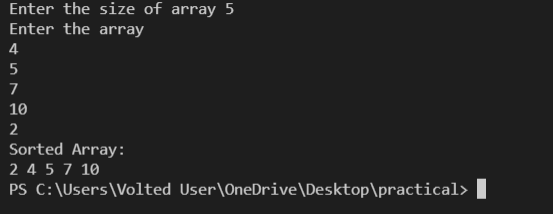 Enter the size of array 5
Enter the array
4
5
7
10
2
Sorted Array:
2 4 5 7 10
PS C:\Users\Volted User\OneDrive\Desktop\practical>